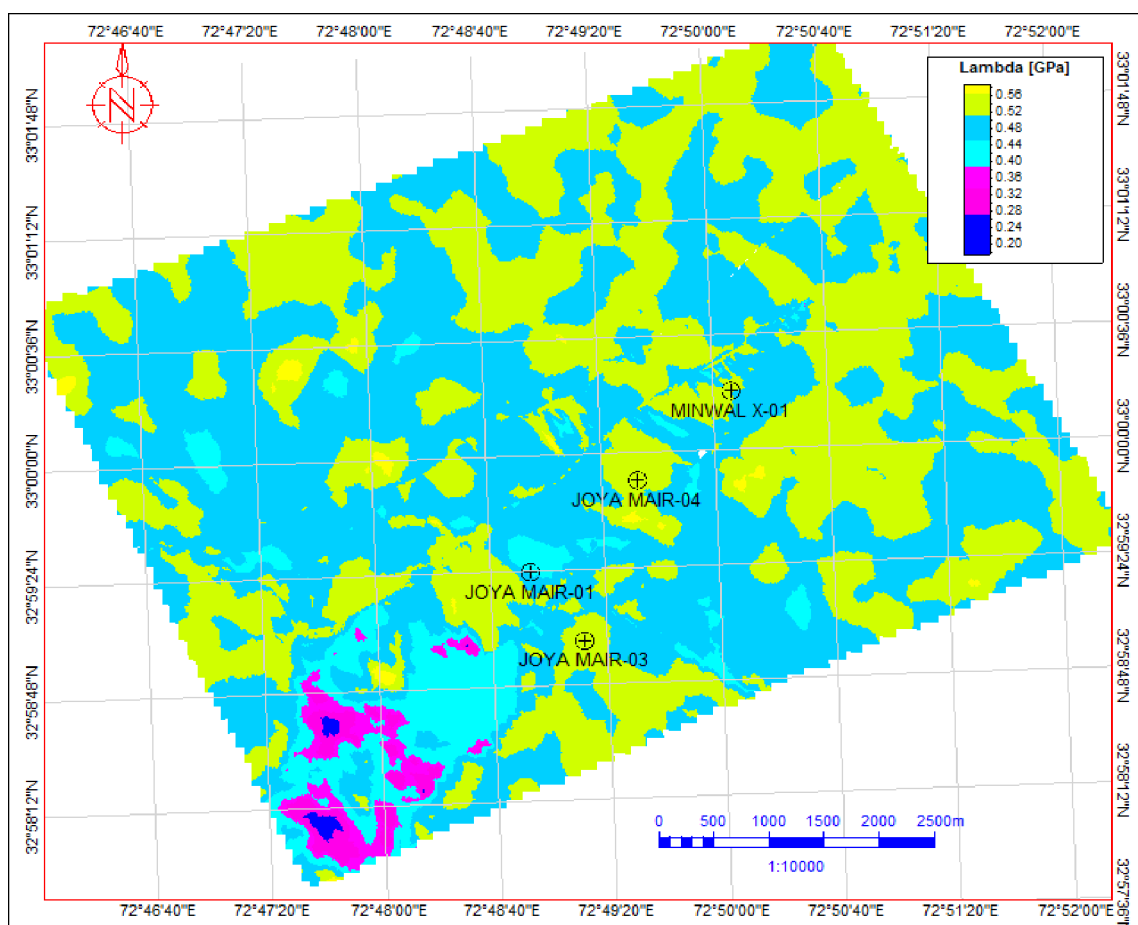 72°46'40"E 72°47'20"E 72°48'00"E 72°48'40"E 72°49'20"E 72°50'00"E 72°50'40"E 72°51'20"E 72°52'00"E
N
Lambda [GPa]
0.56
0.52
0.48
0.44
0.40
0.36
0.32
0.28
0.24
0.20
33°01'48"N
33°01'12"N
33°00'36"N
33°00'00"N
32°59'24"N
32°58'48"N
32°58'12"N
33°01'48"N
33°01'12"N
33°00'36"N
33°00'00"N
32°59'24"N
32°58'48"N
32°58'12"N
32°57'36"N
MINWAL X-01
JOYA MAIR-04
JOYA MAIR-01
JOYA MAIR-03
0 500 1000 1500 2000 2500m
1:10000
72°46'40"E 72°47'20"E 72°48'00"E 72°48'40"E 72°49'20"E 72°50'00"E 72°50'40"E 72°51'20"E 72°52'00"E